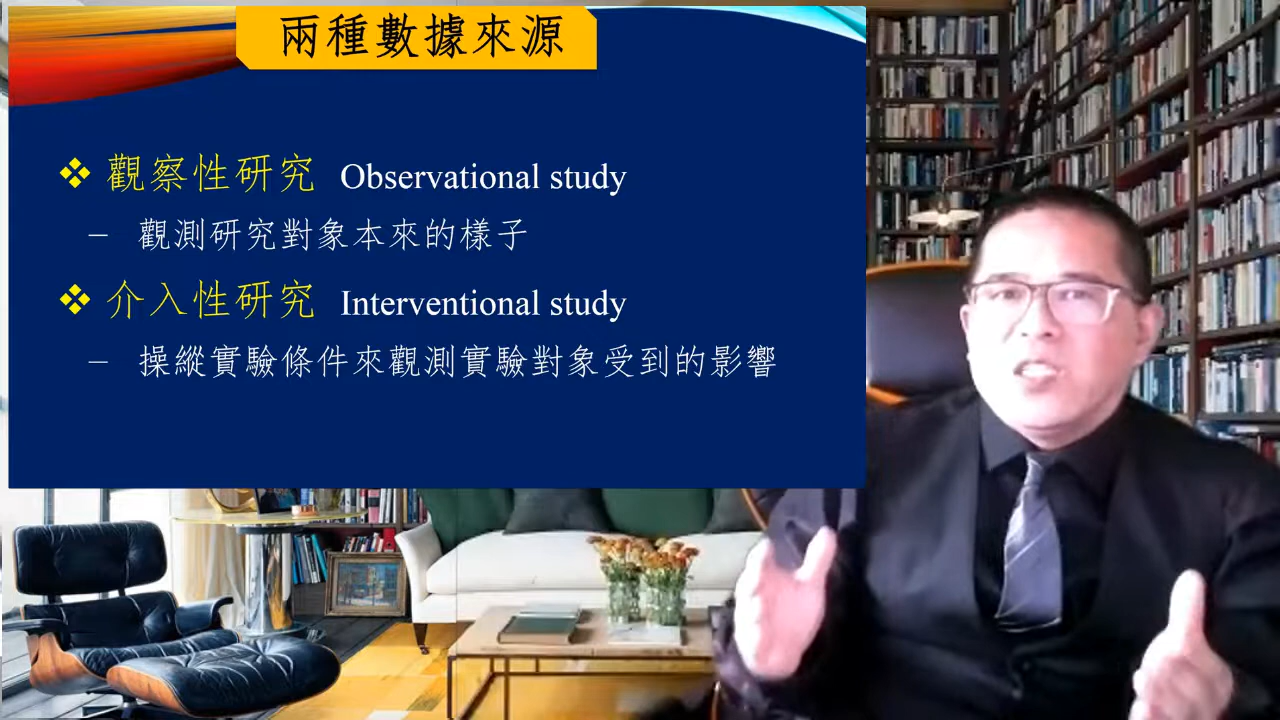 兩種數據來源
❖ 觀察性研究 Observational study
– 觀測研究對象本來的樣子
❖ 介入性研究 Interventional study
– 操縱實驗條件來觀測實驗對象受到的影響